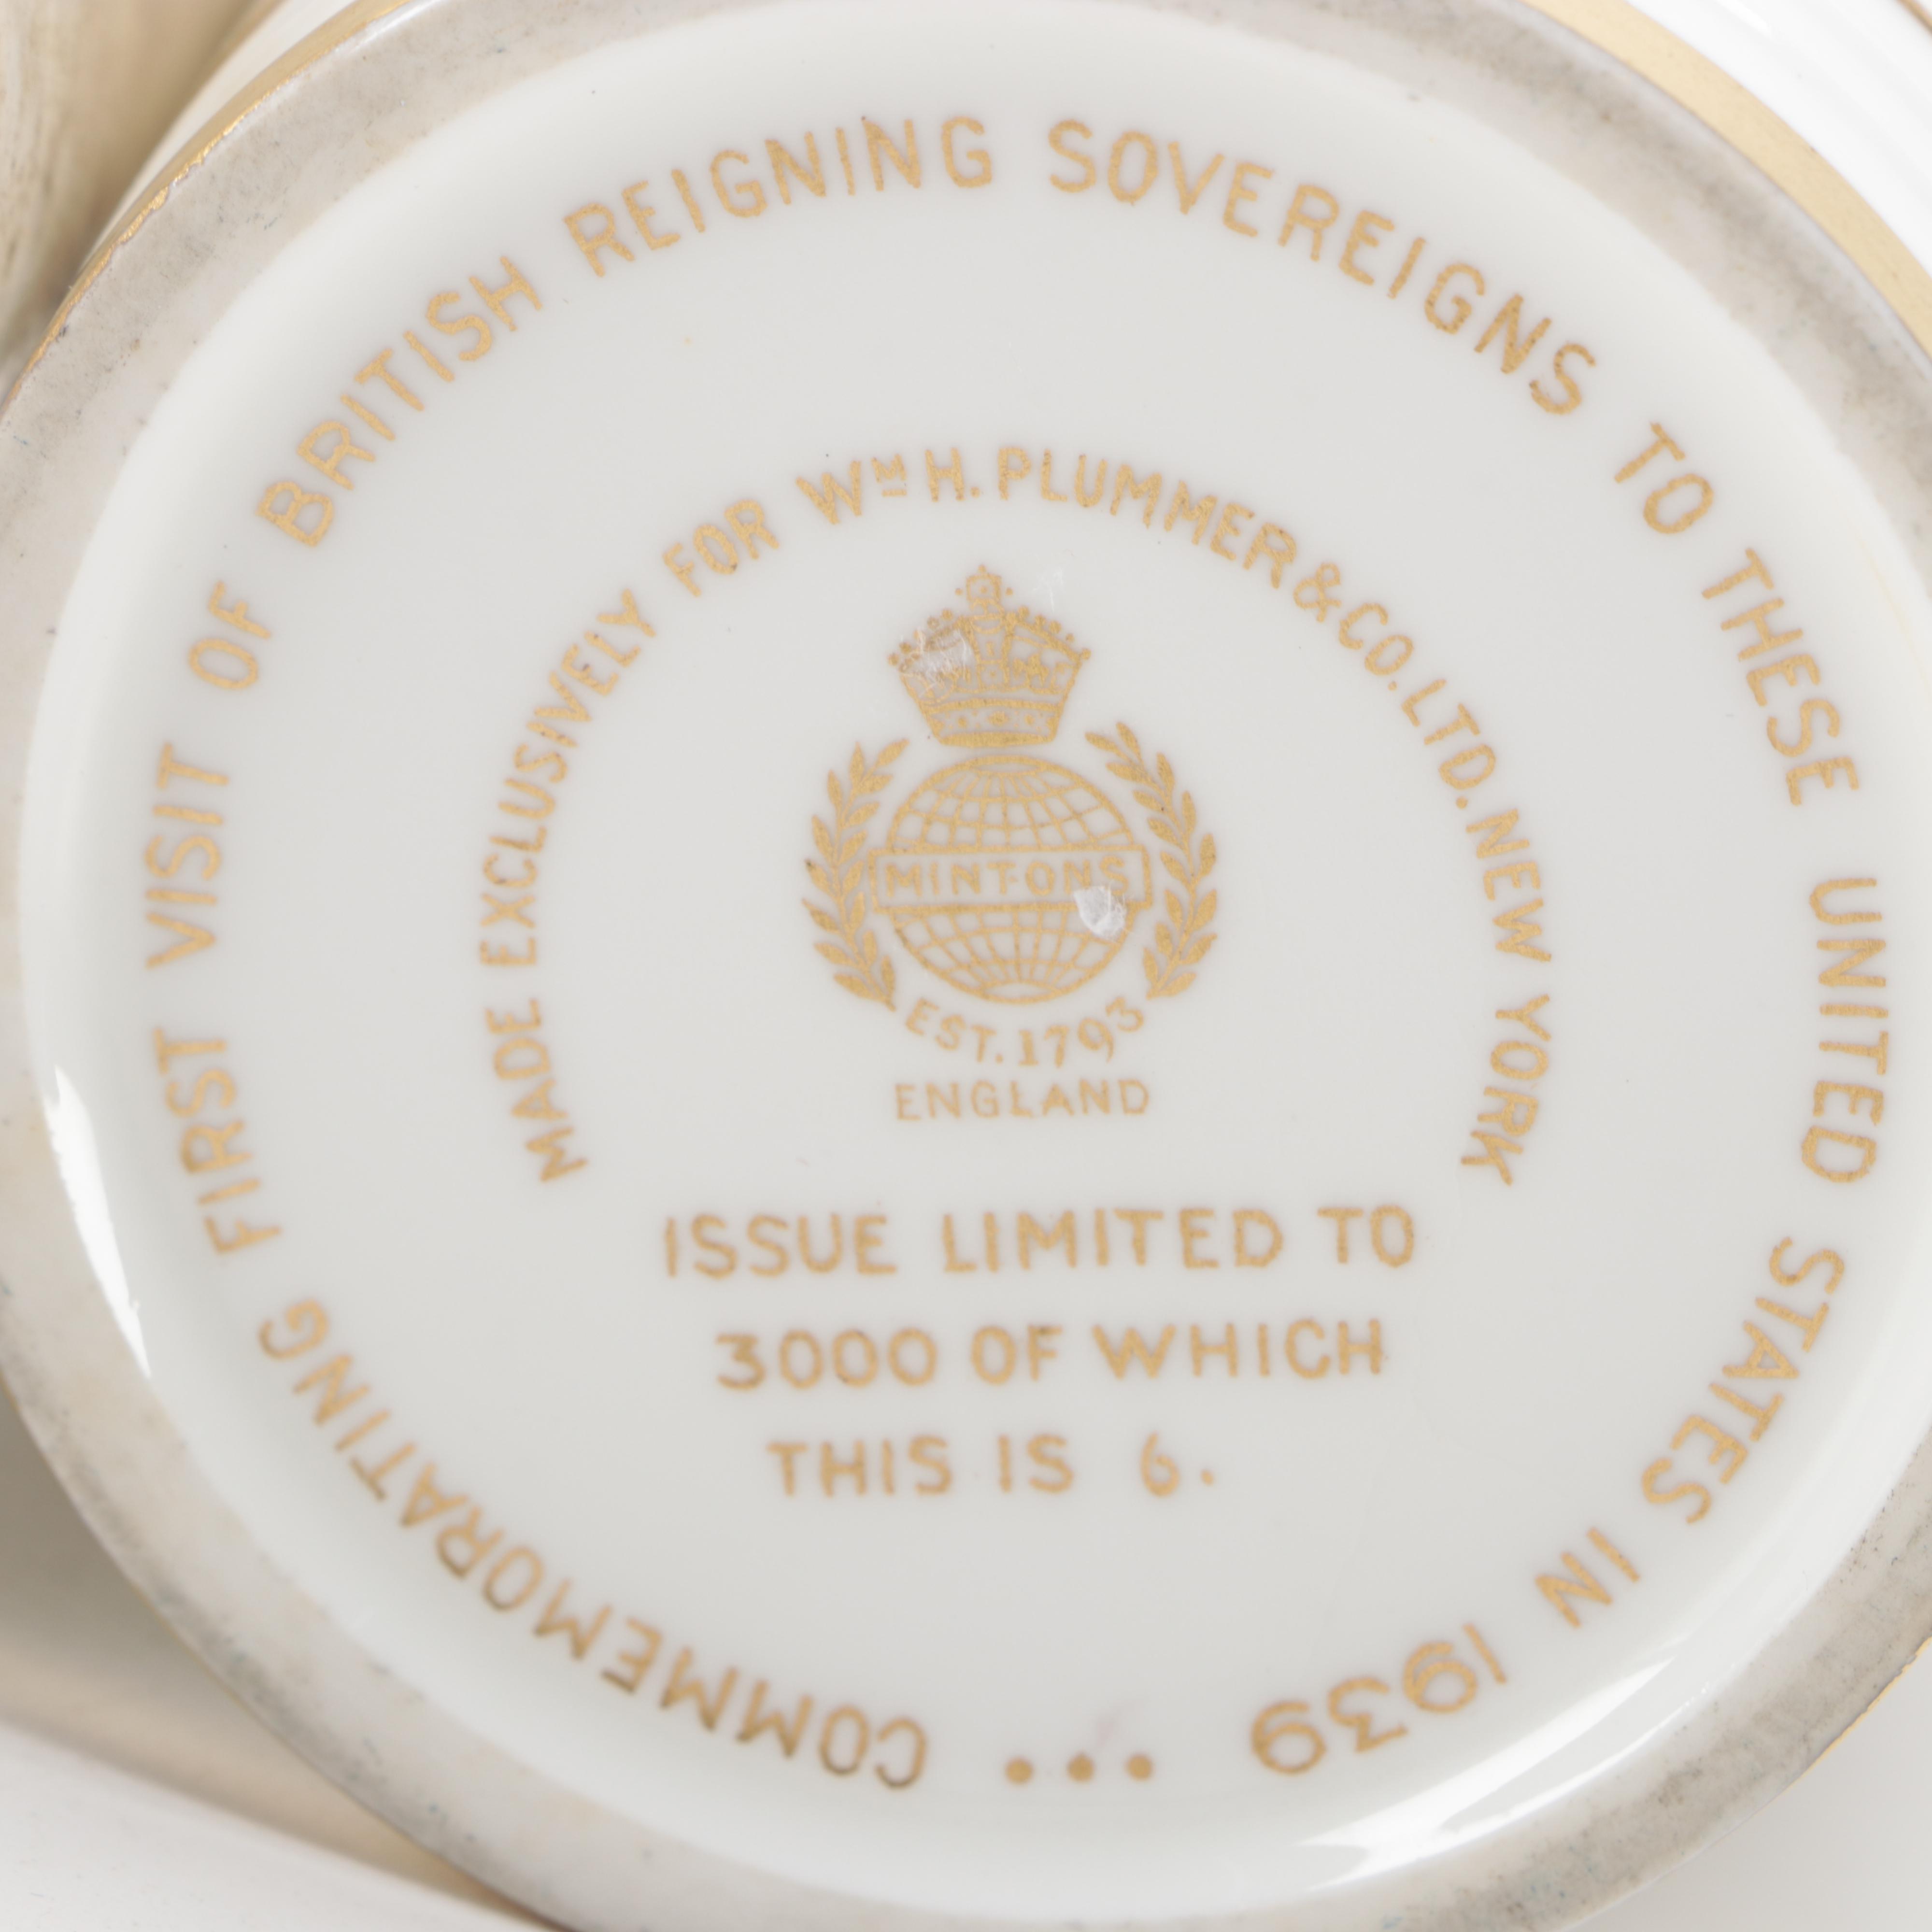 COMMEMORATING FIRST VISIT OF BRITISH REIGNING SOVEREIGNS TO THESE UNITED STATES IN 1939 ...
MADE EXCLUSIVELY FOR WM H. PLUMMER & CO. LTD. NEW YORK
MINTONS
EST. 1793
ENGLAND
ISSUE LIMITED TO
3000 OF WHICH
THIS IS 6.